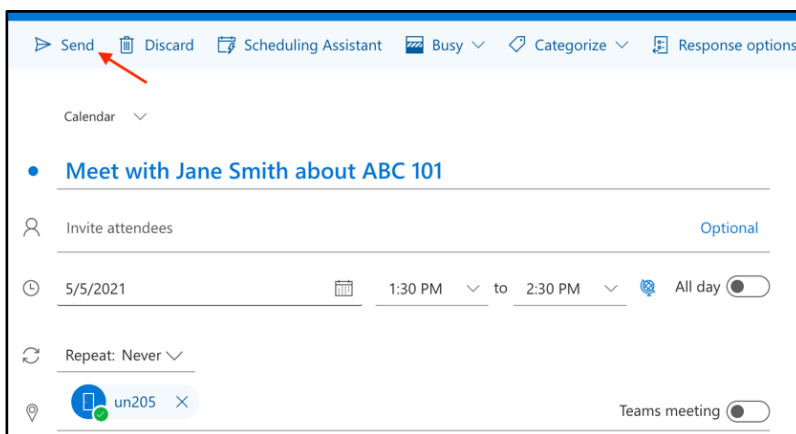 Send Discard Scheduling Assistant Busy Categorize Response options
Calendar
Meet with Jane Smith about ABC 101
Invite attendees Optional
5/5/2021 1:30 PM to 2:30 PM All day
Repeat: Never
un205 Teams meeting